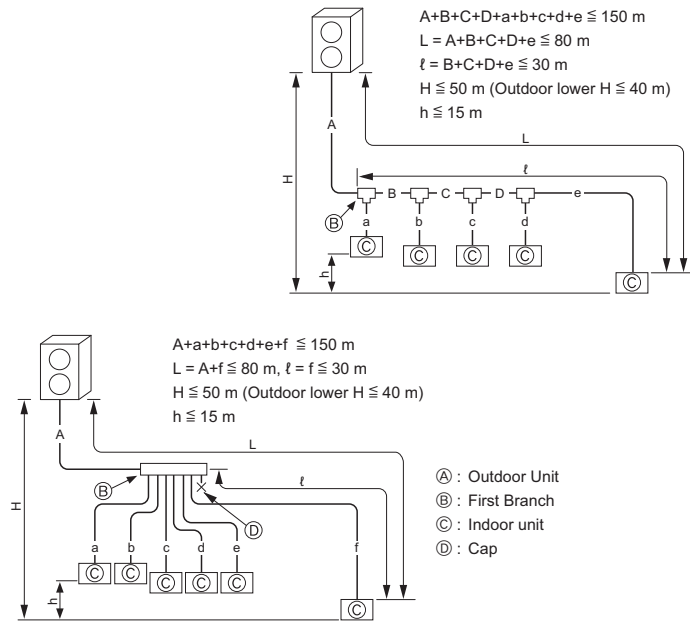 A+B+C+D+a+b+c+d+e ≦ 150 m
L = A+B+C+D+e ≦ 80 m
ℓ = B+C+D+e ≦ 30 m
H ≦ 50 m (Outdoor lower H ≦ 40 m)
h ≦ 15 m
A
L
H
ℓ
B C D e
Ⓑ
a b c d
Ⓒ Ⓒ Ⓒ Ⓒ
h
Ⓒ
A+a+b+c+d+e+f ≦ 150 m
L = A+f ≦ 80 m, ℓ = f ≦ 30 m
H ≦ 50 m (Outdoor lower H ≦ 40 m)
h ≦ 15 m
A
L
H
Ⓑ
ℓ
Ⓓ
a b c d e f
Ⓒ Ⓒ Ⓒ Ⓒ Ⓒ
h
Ⓒ
Ⓐ : Outdoor Unit
Ⓑ : First Branch
Ⓒ : Indoor unit
Ⓓ : Cap